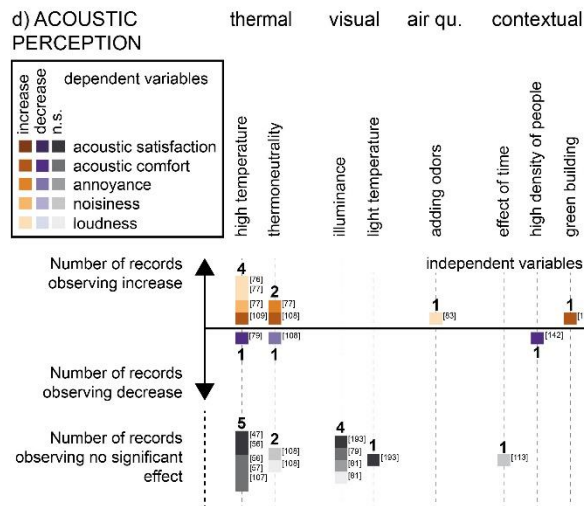 d) ACOUSTIC PERCEPTION
thermal visual air qu. contextual
increase
decrease
n.s.
dependent variables
acoustic satisfaction
acoustic comfort
annoyance
noisiness
loudness
high temperature
thermoneutrality
illuminance
light temperature
adding odors
effect of time
high density of people
green building
independent variables
Number of records observing increase
4
[76]
[77]
[77]
[109]
2
[77]
[108]
1
[83]
1
[1
[79]
1
[108]
1
[142]
1
Number of records observing decrease
Number of records observing no significant effect
5
[47]
[56]
[56]
[57]
[107]
2
[108]
[108]
4
[193]
[79]
[81]
[81]
1
[193]
1
[113]